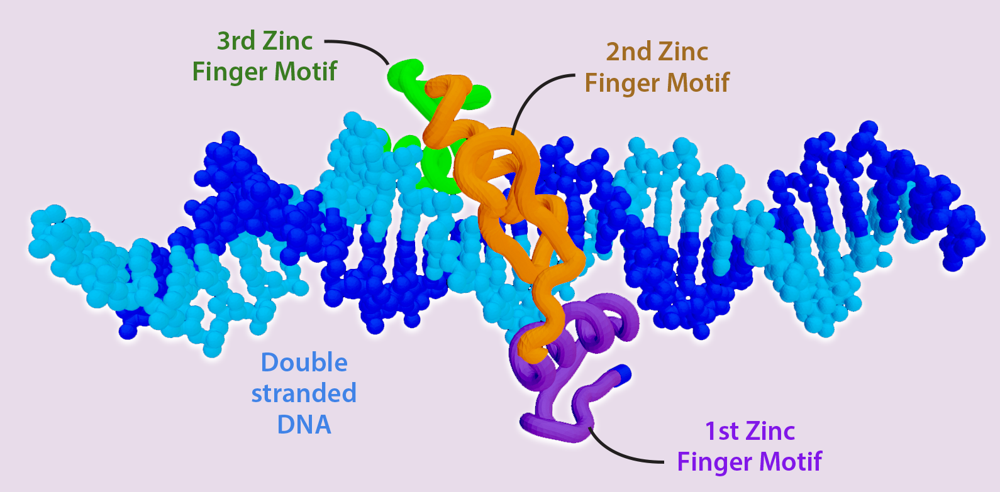 3rd Zinc
Finger Motif
2nd Zinc
Finger Motif
Double
stranded
DNA
1st Zinc
Finger Motif